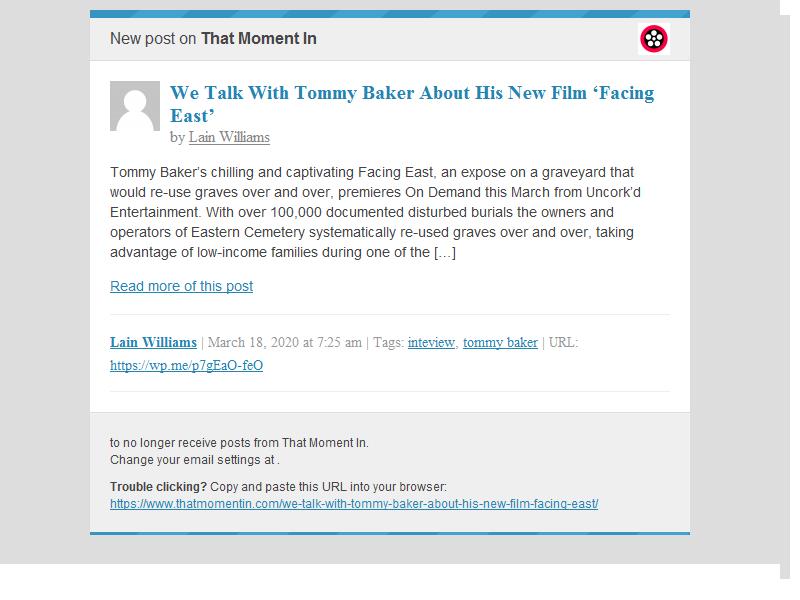 New post on That Moment In
We Talk With Tommy Baker About His New Film ‘Facing
East’
by Lain Williams
Tommy Baker’s chilling and captivating Facing East, an expose on a graveyard that
would re-use graves over and over, premieres On Demand this March from Uncork’d
Entertainment. With over 100,000 documented disturbed burials the owners and
operators of Eastern Cemetery systematically re-used graves over and over, taking
advantage of low-income families during one of the […]
Read more of this post
Lain Williams | March 18, 2020 at 7:25 am | Tags: inteview, tommy baker | URL:
https://wp.me/p7gEaO-feO
to no longer receive posts from That Moment In.
Change your email settings at .
Trouble clicking? Copy and paste this URL into your browser:
https://www.thatmomentin.com/we-talk-with-tommy-baker-about-his-new-film-facing-east/